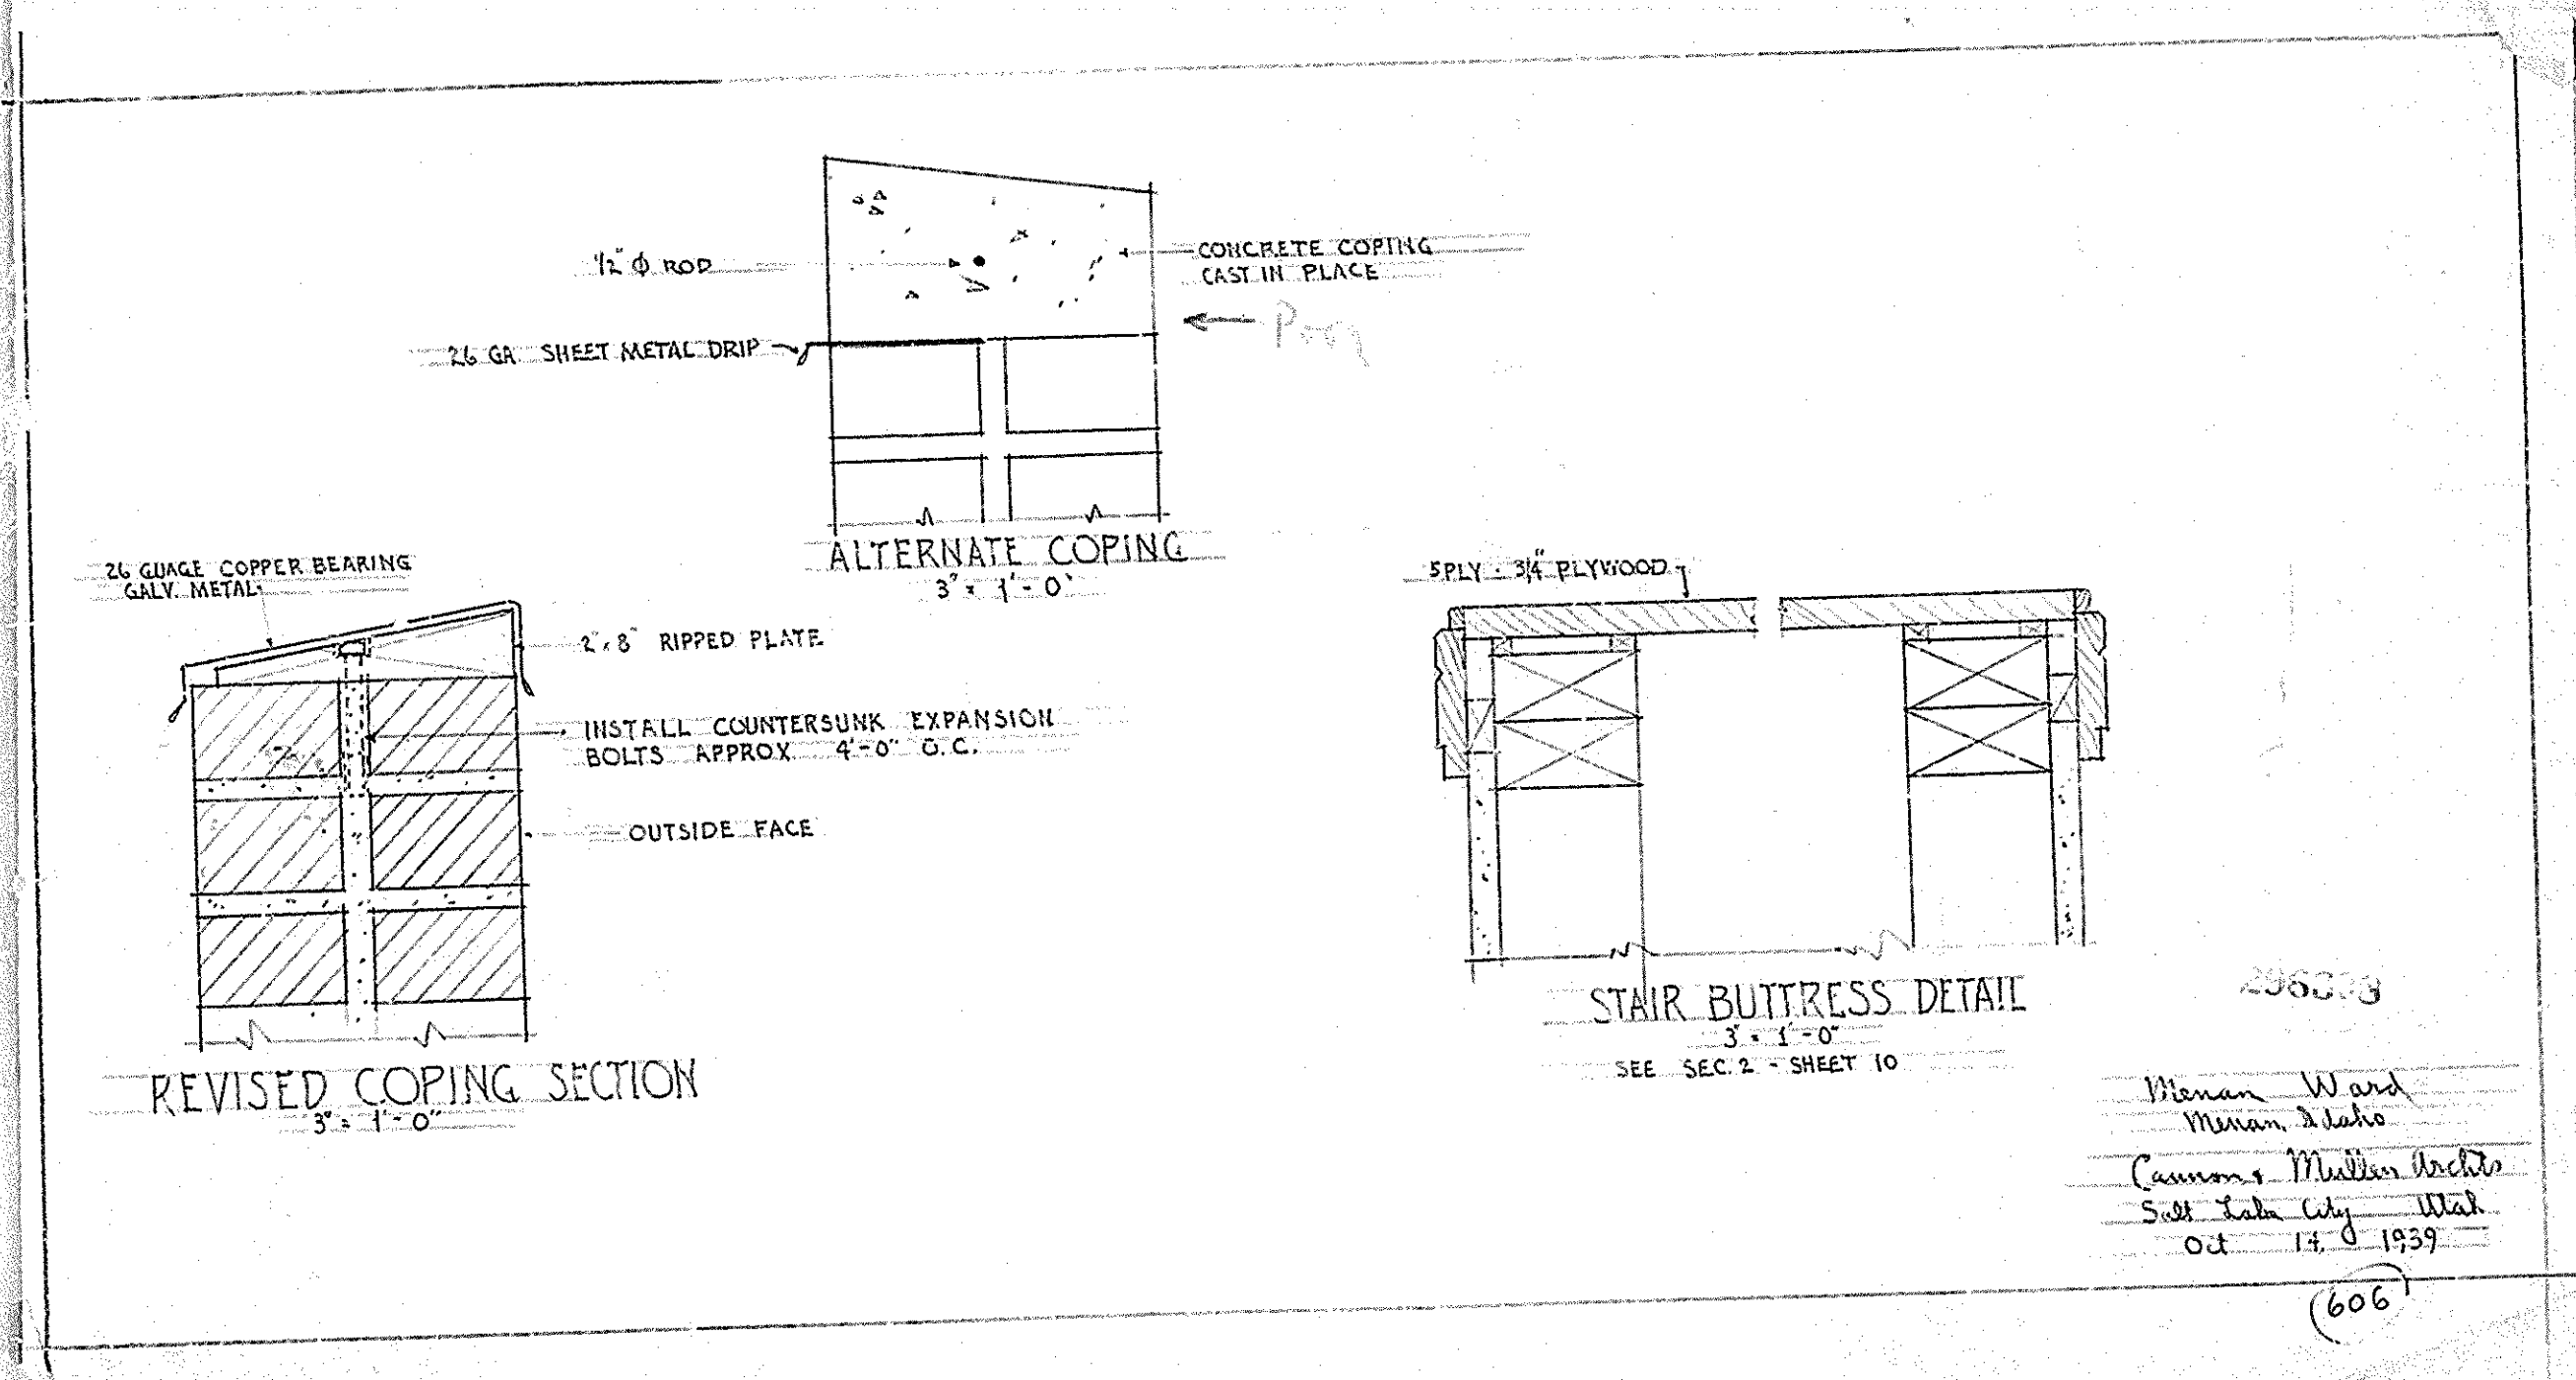 1/2" Φ ROD
CONCRETE COPING
CAST IN PLACE
26 GA. SHEET METAL DRIP
ALTERNATE COPING
3" = 1'-0"
26 GUAGE COPPER BEARING
GALV. METAL
2" x 8" RIPPED PLATE
INSTALL COUNTERSUNK EXPANSION
BOLTS APPROX. 4'-0" O.C.
OUTSIDE FACE
REVISED COPING SECTION
3" = 1'-0"
5 PLY - 3/4" PLYWOOD
STAIR BUTTRESS DETAIL
3" = 1'-0"
SEE SEC. 2 - SHEET 10
Menan Ward
Menan, Idaho
Cannon & Mullen Archts
Salt Lake City Utah
Oct 1939
606